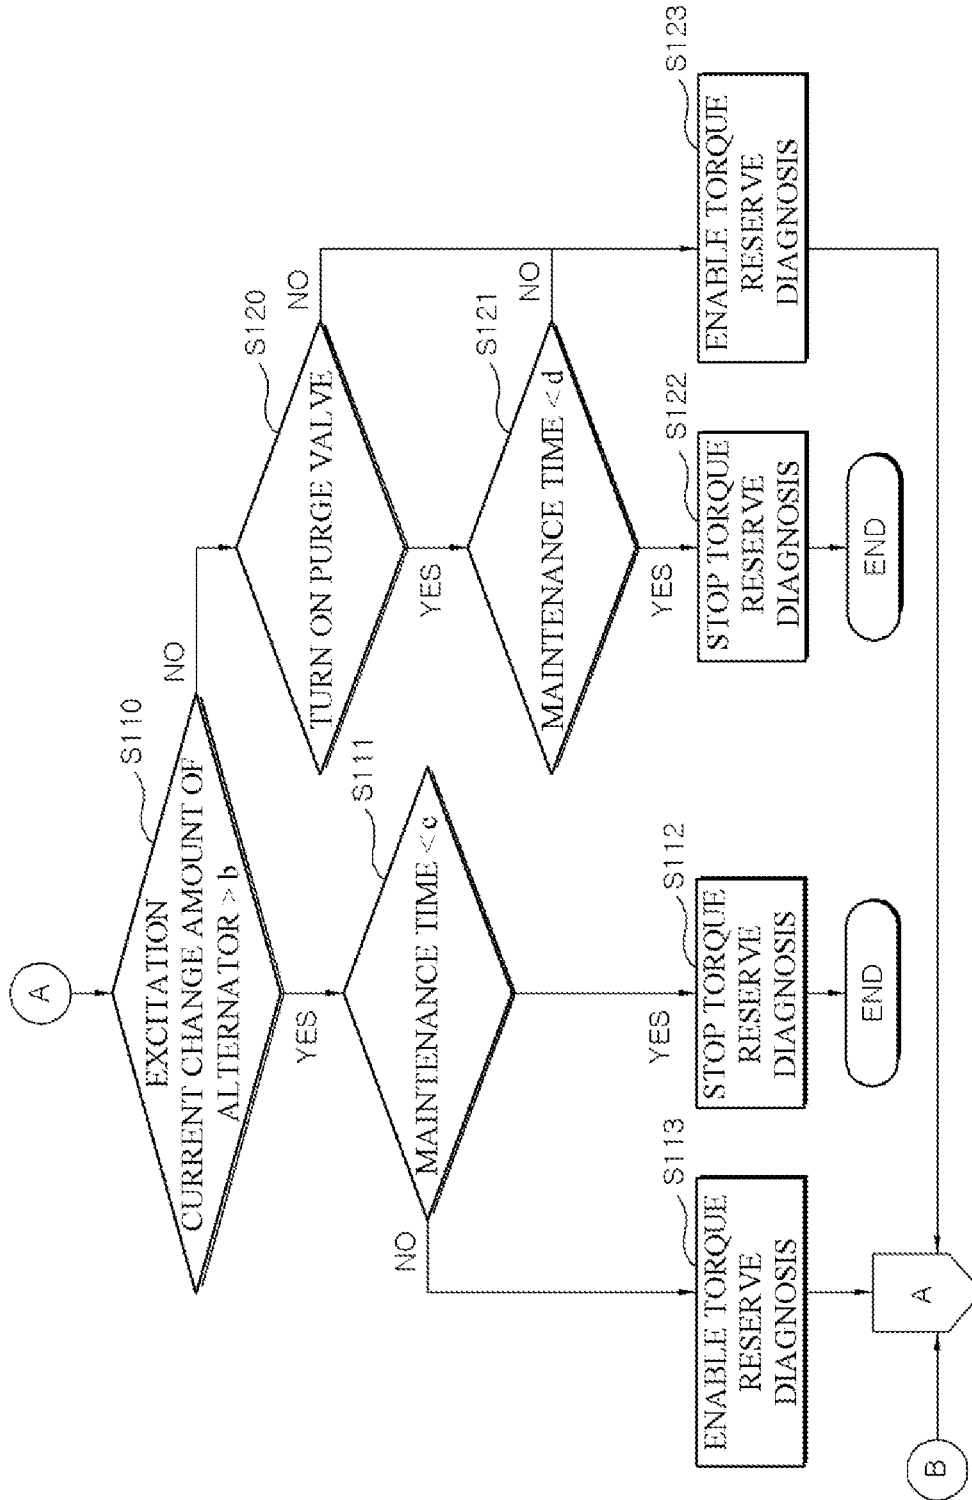 A
S110
EXCITATION
CURRENT CHANGE AMOUNT OF
ALTERNATOR > b
NO
YES
S111
MAINTENANCE TIME < c
NO
YES
S120
TURN ON PURGE VALVE
NO
YES
S121
MAINTENANCE TIME < d
NO
YES
S113
ENABLE TORQUE
RESERVE
DIAGNOSIS
S112
STOP TORQUE
RESERVE
DIAGNOSIS
S122
STOP TORQUE
RESERVE
DIAGNOSIS
S123
ENABLE TORQUE
RESERVE
DIAGNOSIS
END
END
B
A